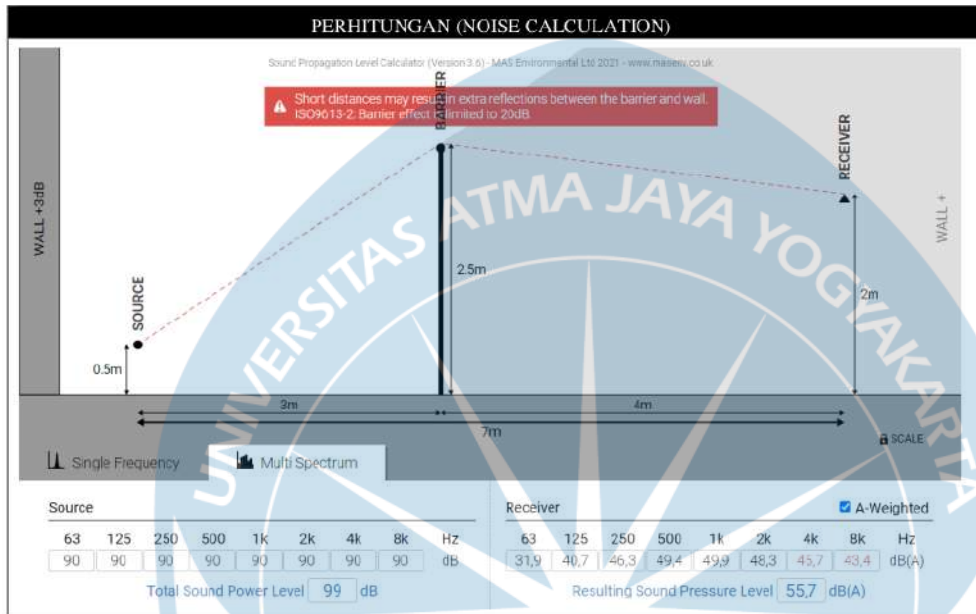 PERHITUNGAN (NOISE CALCULATION)
Sound Propagation Level Calculator (Version 3.6) - MAS Environmental Ltd 2021 - www.masenv.co.uk
Short distances may result in extra reflections between the barrier and wall.
ISO9613-2: Barrier effect limited to 20dB.
BARRIER
RECEIVER
WALL +3dB
WALL +
SOURCE
2.5m
2m
0.5m
3m
4m
7m
SCALE
Single Frequency
Multi Spectrum
UNIVERSITAS ATMA JAYA YOGYAKARTA
Source
Receiver
A-Weighted
63 125 250 500 1k 2k 4k 8k Hz
63 125 250 500 1k 2k 4k 8k Hz
90 90 90 90 90 90 90 90 dB
31,9 40,7 46,3 49,4 49,9 48,3 45,7 43,4 dB(A)
Total Sound Power Level 99 dB
Resulting Sound Pressure Level 55,7 dB(A)